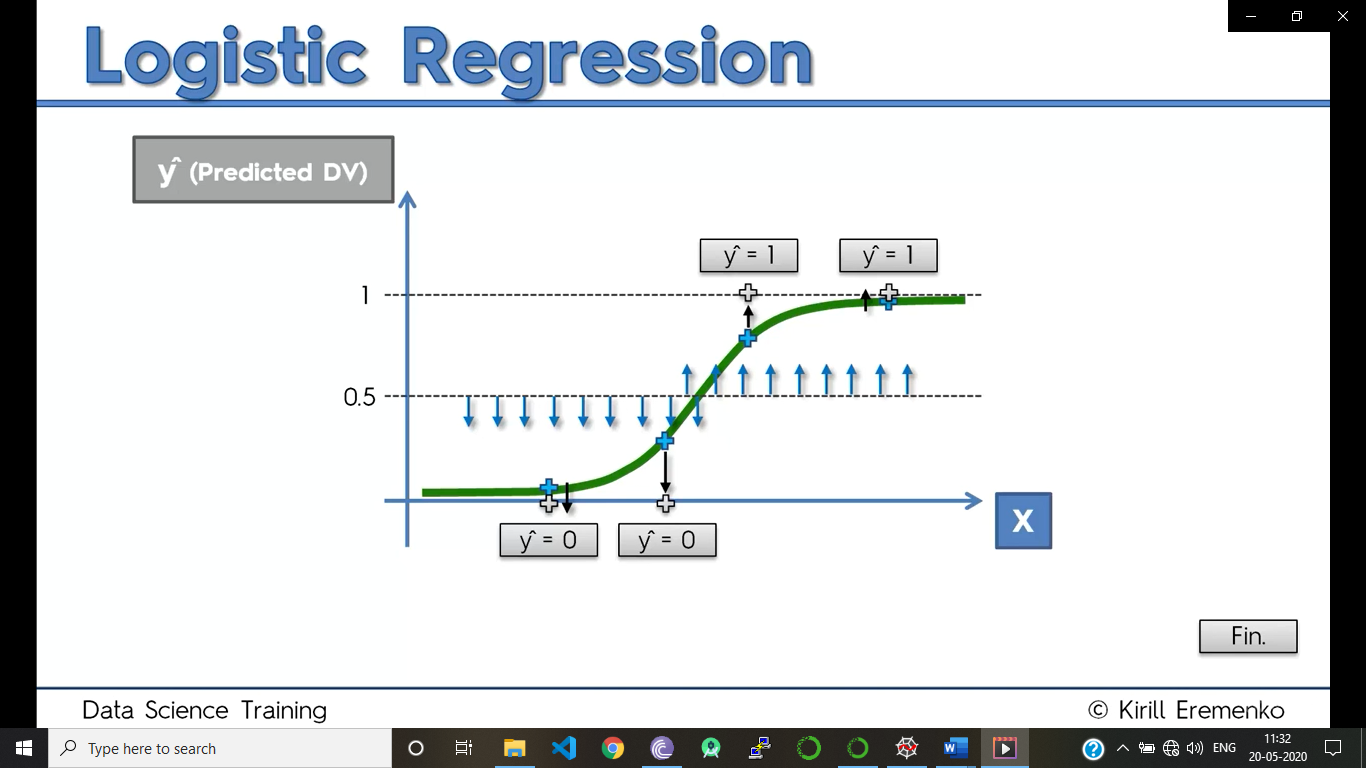 Logistic Regression
ŷ (Predicted DV)
ŷ = 1
ŷ = 1
1
0.5
ŷ = 0
ŷ = 0
X
Fin.
Data Science Training
© Kirill Eremenko
Type here to search
W
?
ENG
11:32
20-05-2020